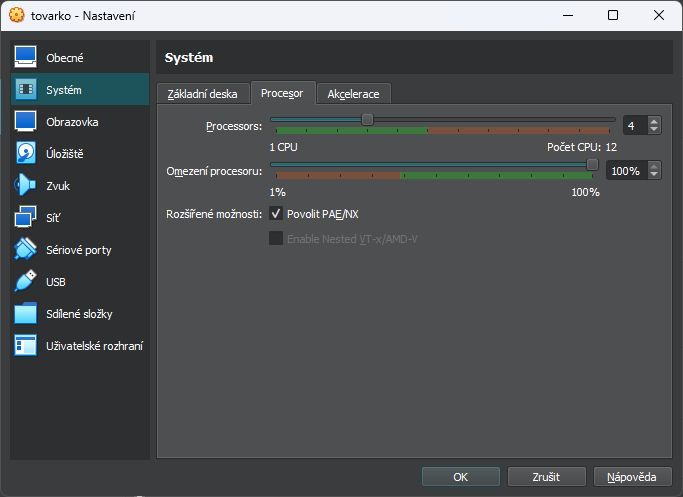 tovarko - Nastavení
Obecné
Systém
Obrazovka
Úložiště
Zvuk
Síť
Sériové porty
USB
Sdílené složky
Uživatelské rozhraní
Systém
Základní deska
Procesor
Akcelerace
Processors:
4
1 CPU
Počet CPU: 12
Omezení procesoru:
100%
1%
100%
Rozšířené možnosti:
Povolit PAE/NX
Enable Nested VT-x/AMD-V
OK
Zrušit
Nápověda